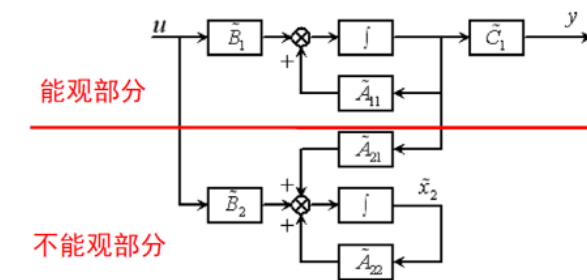 u B̃₁ ∫ C̃₁ y
+
能观部分 Ã₁₁
Ã₂₁
+
B̃₂ ∫ x̃₂
+
不能观部分 Ã₂₂